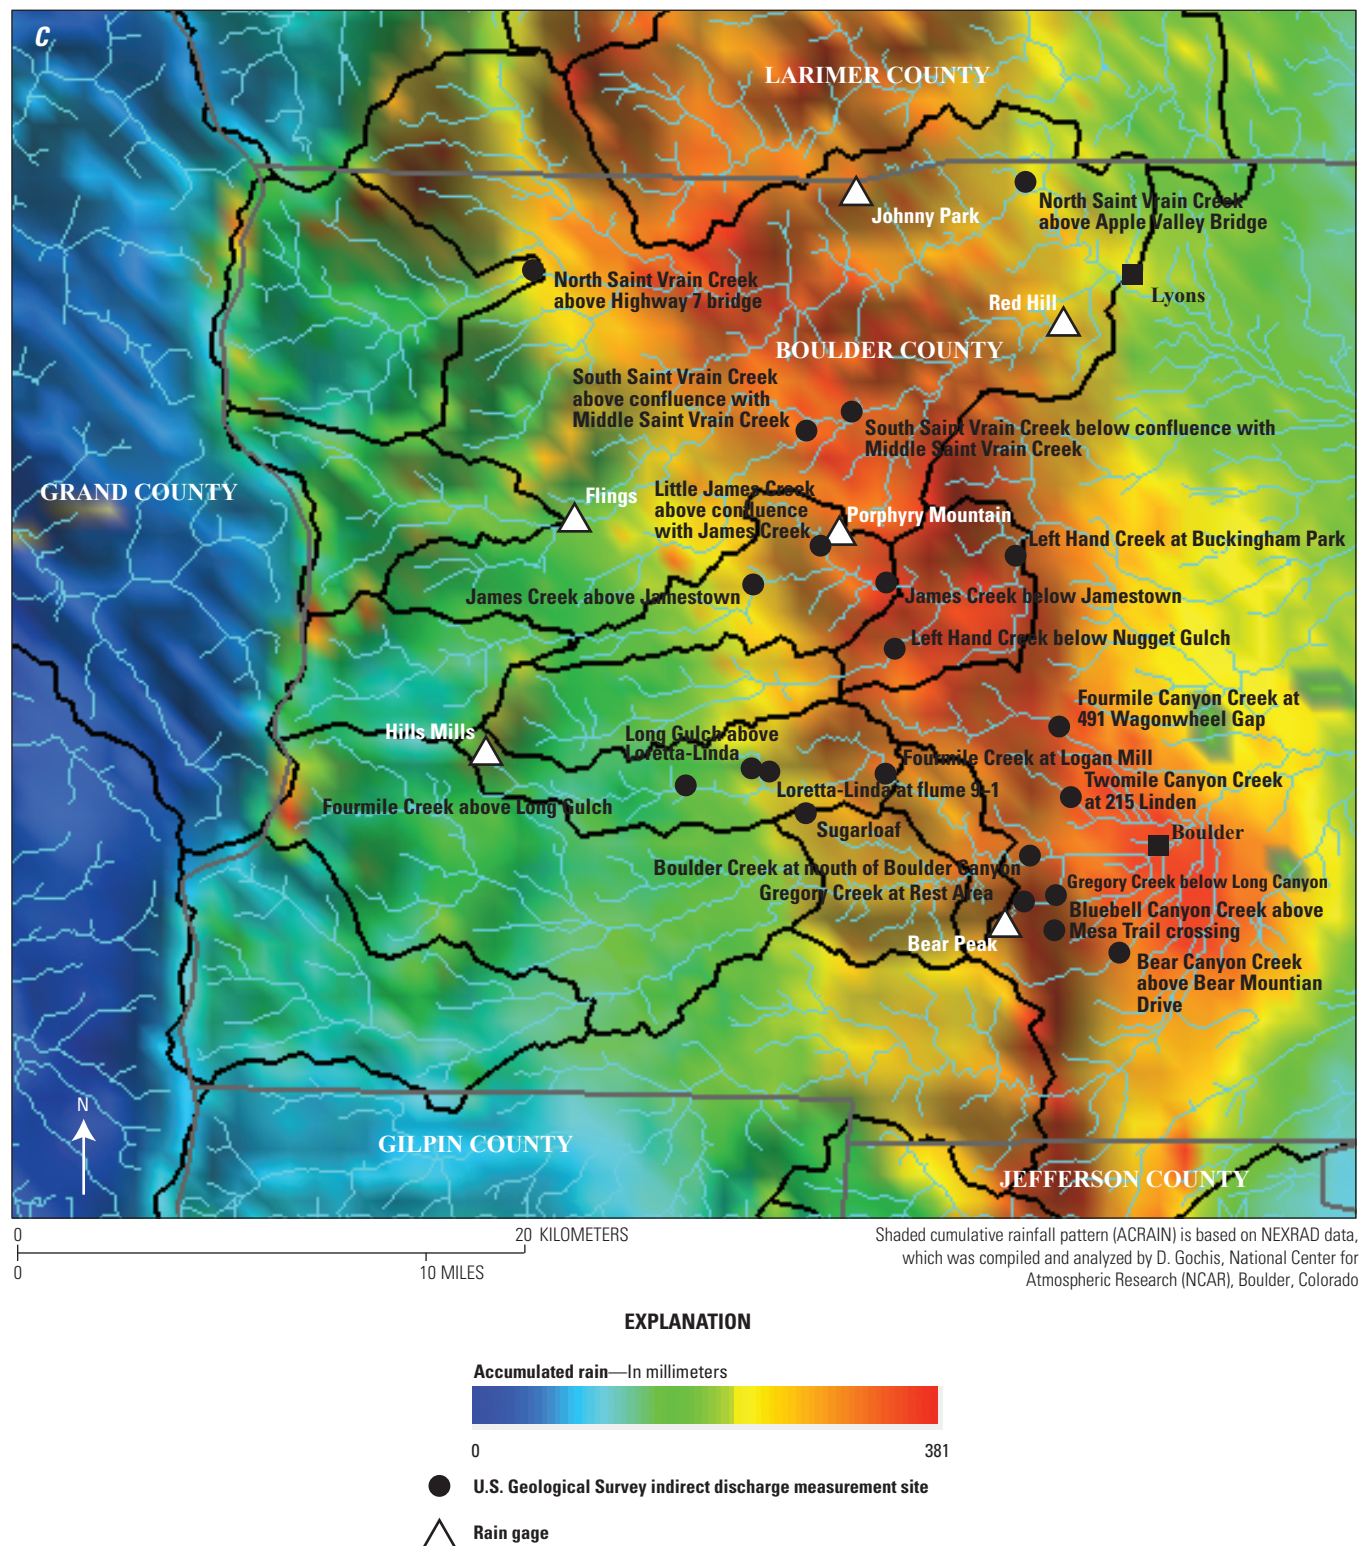 C
LARIMER COUNTY
North Saint Vrain Creek
above Apple Valley Bridge
Johnny Park
North Saint Vrain Creek
above Highway 7 bridge
Lyons
Red Hill
BOULDER COUNTY
South Saint Vrain Creek
above confluence with
Middle Saint Vrain Creek
South Saint Vrain Creek below confluence with
Middle Saint Vrain Creek
GRAND COUNTY
Flings
Little James Creek
above confluence
with James Creek
Porphyry Mountain
Left Hand Creek at Buckingham Park
James Creek above Jamestown
James Creek below Jamestown
Left Hand Creek below Nugget Gulch
Fourmile Canyon Creek at
491 Wagonwheel Gap
Hills Mills
Long Gulch above
Loretta-Linda
Fourmile Creek at Logan Mill
Twomile Canyon Creek
at 215 Linden
Loretta-Linda at flume 9-1
Fourmile Creek above Long Gulch
Sugarloaf
Boulder
Boulder Creek at mouth of Boulder Canyon
Gregory Creek below Long Canyon
Gregory Creek at Rest Area
Bluebell Canyon Creek above
Mesa Trail crossing
Bear Peak
Bear Canyon Creek
above Bear Mountian
Drive
N
GILPIN COUNTY
JEFFERSON COUNTY
0 20 KILOMETERS
0 10 MILES
Shaded cumulative rainfall pattern (ACRAIN) is based on NEXRAD data,
which was compiled and analyzed by D. Gochis, National Center for
Atmospheric Research (NCAR), Boulder, Colorado
EXPLANATION
Accumulated rain—In millimeters
0 381
U.S. Geological Survey indirect discharge measurement site
Rain gage